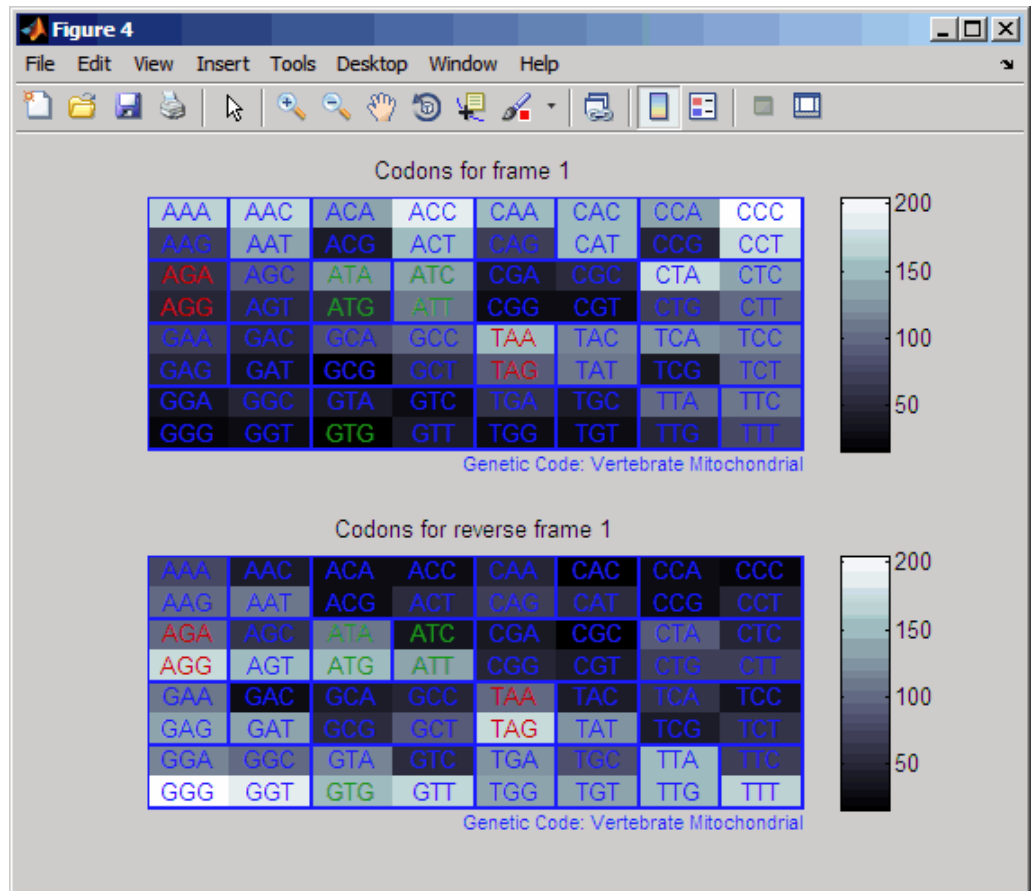 Figure 4
File Edit View Insert Tools Desktop Window Help
Codons for frame 1
AAA AAC ACA ACC CAA CAC CCA CCC
AAG AAT ACG ACT CAG CAT CCG CCT
AGA AGC ATA ATC CGA CGC CTA CTC
AGG AGT ATG ATT CGG CGT CTG CTT
GAA GAC GCA GCC TAA TAC TCA TCC
GAG GAT GCG GCT TAG TAT TCG TCT
GGA GGC GTA GTC TGA TGC TTA TTC
GGG GGT GTG GTT TGG TGT TTG TTT
200
150
100
50
Genetic Code: Vertebrate Mitochondrial
Codons for reverse frame 1
AAA AAC ACA ACC CAA CAC CCA CCC
AAG AAT ACG ACT CAG CAT CCG CCT
AGA AGC ATA ATC CGA CGC CTA CTC
AGG AGT ATG ATT CGG CGT CTG CTT
GAA GAC GCA GCC TAA TAC TCA TCC
GAG GAT GCG GCT TAG TAT TCG TCT
GGA GGC GTA GTC TGA TGC TTA TTC
GGG GGT GTG GTT TGG TGT TTG TTT
200
150
100
50
Genetic Code: Vertebrate Mitochondrial